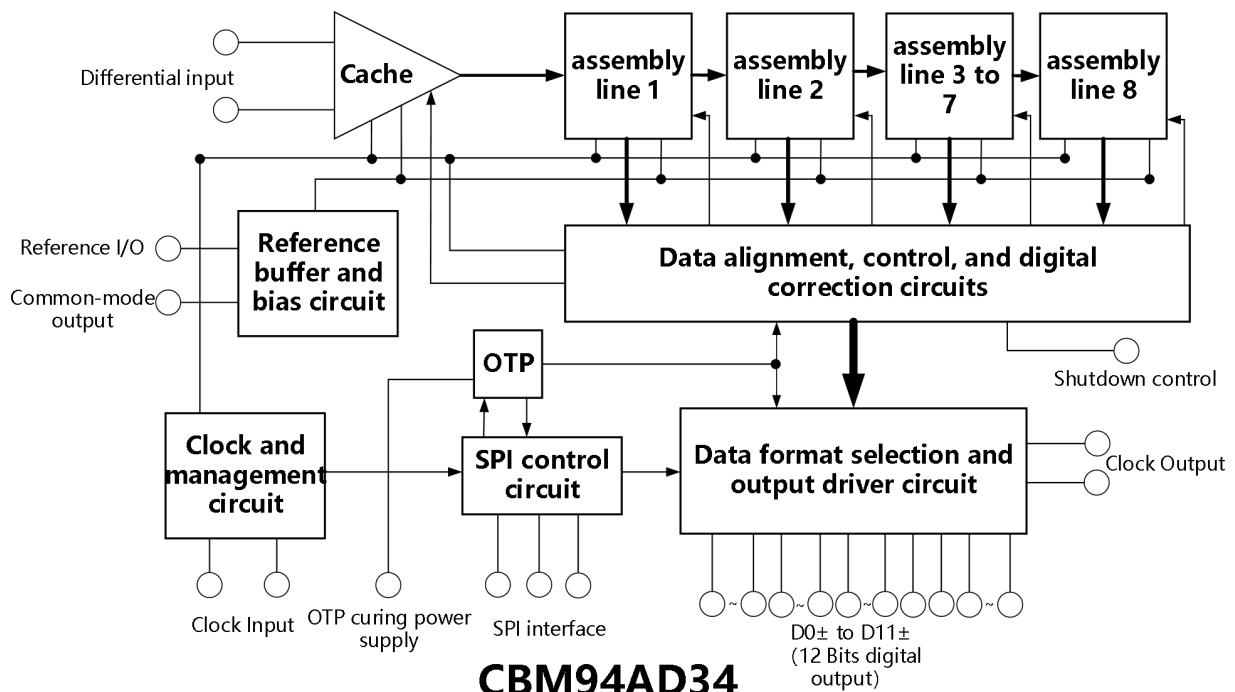 Differential input
Cache
assembly
line 1
assembly
line 2
assembly
line 3 to
7
assembly
line 8
Reference I/O
Common-mode
output
Reference
buffer and
bias circuit
Data alignment, control, and digital
correction circuits
OTP
Shutdown control
Clock and
management
circuit
SPI control
circuit
Data format selection and
output driver circuit
Clock Output
Clock Input
OTP curing power
supply
SPI interface
~ ~ ~ ~
D0± to D11±
(12 Bits digital
output)
CBM94AD34